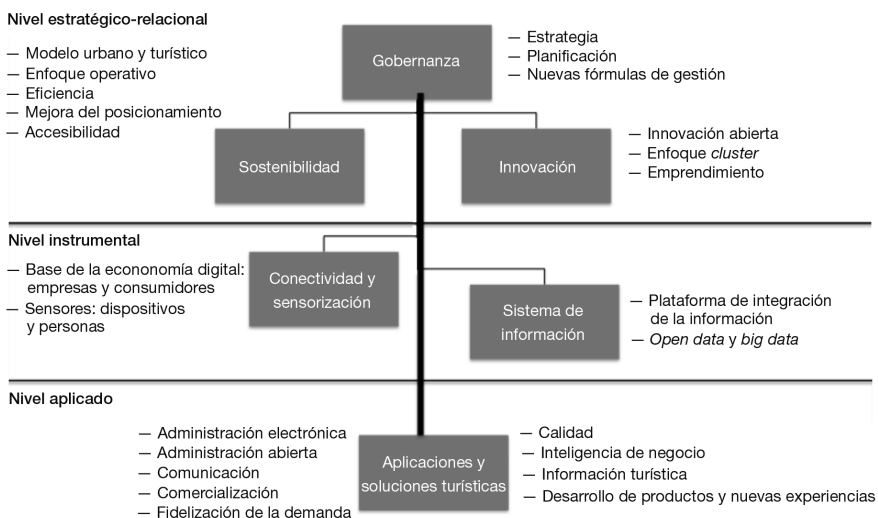 Nivel estratégico-relacional
— Modelo urbano y turístico
— Enfoque operativo
— Eficiencia
— Mejora del posicionamiento
— Accesibilidad
Gobernanza
— Estrategia
— Planificación
— Nuevas fórmulas de gestión
Sostenibilidad
Innovación
— Innovación abierta
— Enfoque cluster
— Emprendimiento
Nivel instrumental
— Base de la econonomía digital:
empresas y consumidores
— Sensores: dispositivos
y personas
Conectividad y
sensorización
Sistema de
información
— Plataforma de integración
de la información
— Open data y big data
Nivel aplicado
— Administración electrónica
— Administración abierta
— Comunicación
— Comercialización
— Fidelización de la demanda
Aplicaciones y
soluciones turísticas
— Calidad
— Inteligencia de negocio
— Información turística
— Desarrollo de productos y nuevas experiencias